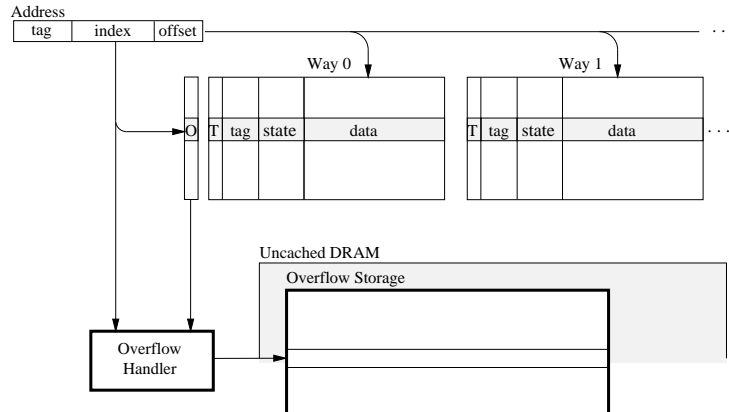 Address
tag index offset . .
Way 0 Way 1
O T tag state data T tag state data . . .
Uncached DRAM
Overflow Storage
Overflow
Handler